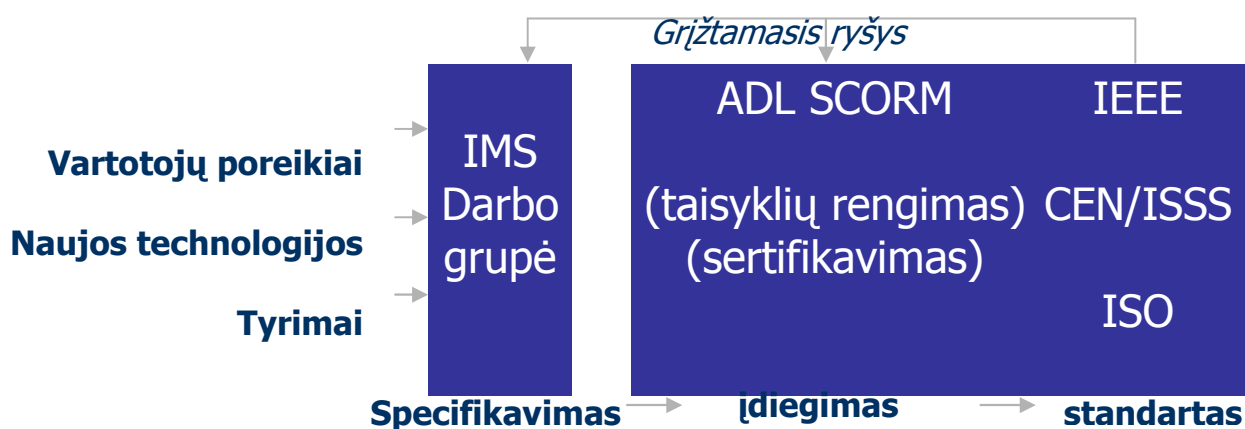 Grįžtamasis ryšys
Vartotojų poreikiai
Naujos technologijos
Tyrimai
IMS
Darbo
grupė
ADL SCORM
(taisyklių rengimas)
(sertifikavimas)
IEEE
CEN/ISSS
ISO
Specifikavimas
įdiegimas
standartas